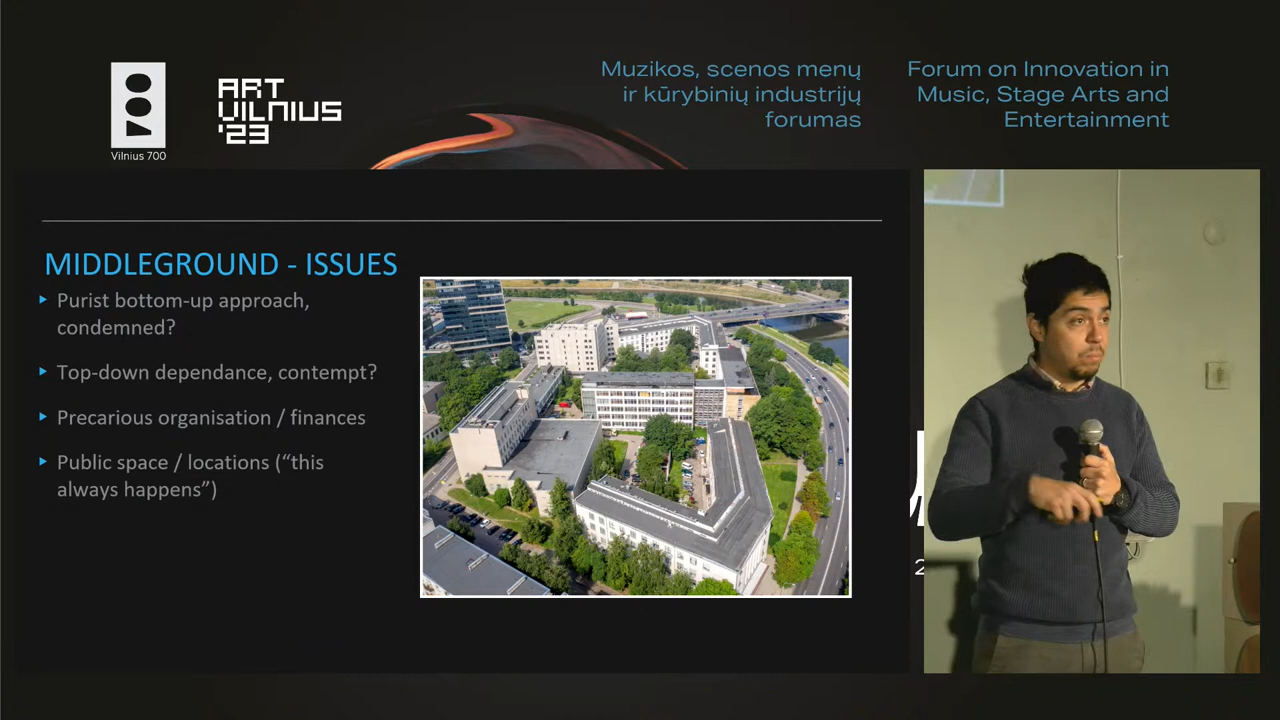 Vilnius 700
ART
VILNIUS
'23
Muzikos, scenos menų
ir kūrybinių industrijų
forumas
Forum on Innovation in
Music, Stage Arts and
Entertainment
MIDDLEGROUND - ISSUES
Purist bottom-up approach,
condemned?
Top-down dependance, contempt?
Precarious organisation / finances
Public space / locations (“this
always happens”)